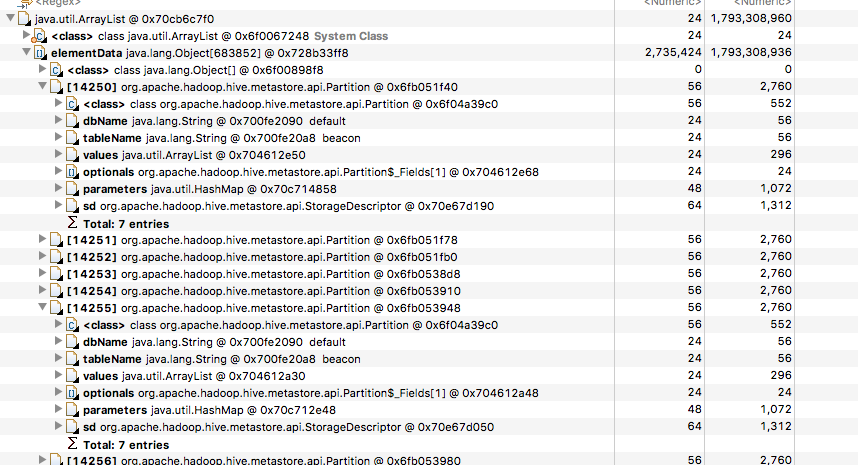 <Regex> <Numeric> <Numeric>
java.util.ArrayList @ 0x70cb6c7f0 24 1,793,308,960
<class> class java.util.ArrayList @ 0x6f0067248 System Class 24 24
elementData java.lang.Object[683852] @ 0x728b33ff8 2,735,424 1,793,308,936
<class> class java.lang.Object[] @ 0x6f00898f8 0 0
[14250] org.apache.hadoop.hive.metastore.api.Partition @ 0x6fb051f40 56 2,760
<class> class org.apache.hadoop.hive.metastore.api.Partition @ 0x6f04a39c0 56 552
dbName java.lang.String @ 0x700fe2090 default 24 56
tableName java.lang.String @ 0x700fe20a8 beacon 24 56
values java.util.ArrayList @ 0x704612e50 24 296
optionals org.apache.hadoop.hive.metastore.api.Partition$_Fields[1] @ 0x704612e68 24 24
parameters java.util.HashMap @ 0x70c714858 48 1,072
sd org.apache.hadoop.hive.metastore.api.StorageDescriptor @ 0x70e67d190 64 1,312
Σ Total: 7 entries
[14251] org.apache.hadoop.hive.metastore.api.Partition @ 0x6fb051f78 56 2,760
[14252] org.apache.hadoop.hive.metastore.api.Partition @ 0x6fb051fb0 56 2,760
[14253] org.apache.hadoop.hive.metastore.api.Partition @ 0x6fb0538d8 56 2,760
[14254] org.apache.hadoop.hive.metastore.api.Partition @ 0x6fb053910 56 2,760
[14255] org.apache.hadoop.hive.metastore.api.Partition @ 0x6fb053948 56 2,760
<class> class org.apache.hadoop.hive.metastore.api.Partition @ 0x6f04a39c0 56 552
dbName java.lang.String @ 0x700fe2090 default 24 56
tableName java.lang.String @ 0x700fe20a8 beacon 24 56
values java.util.ArrayList @ 0x704612a30 24 296
optionals org.apache.hadoop.hive.metastore.api.Partition$_Fields[1] @ 0x704612a48 24 24
parameters java.util.HashMap @ 0x70c712e48 48 1,072
sd org.apache.hadoop.hive.metastore.api.StorageDescriptor @ 0x70e67d050 64 1,312
Σ Total: 7 entries
[14256] org.apache.hadoop.hive.metastore.api.Partition @ 0x6fb053980 56 2,760